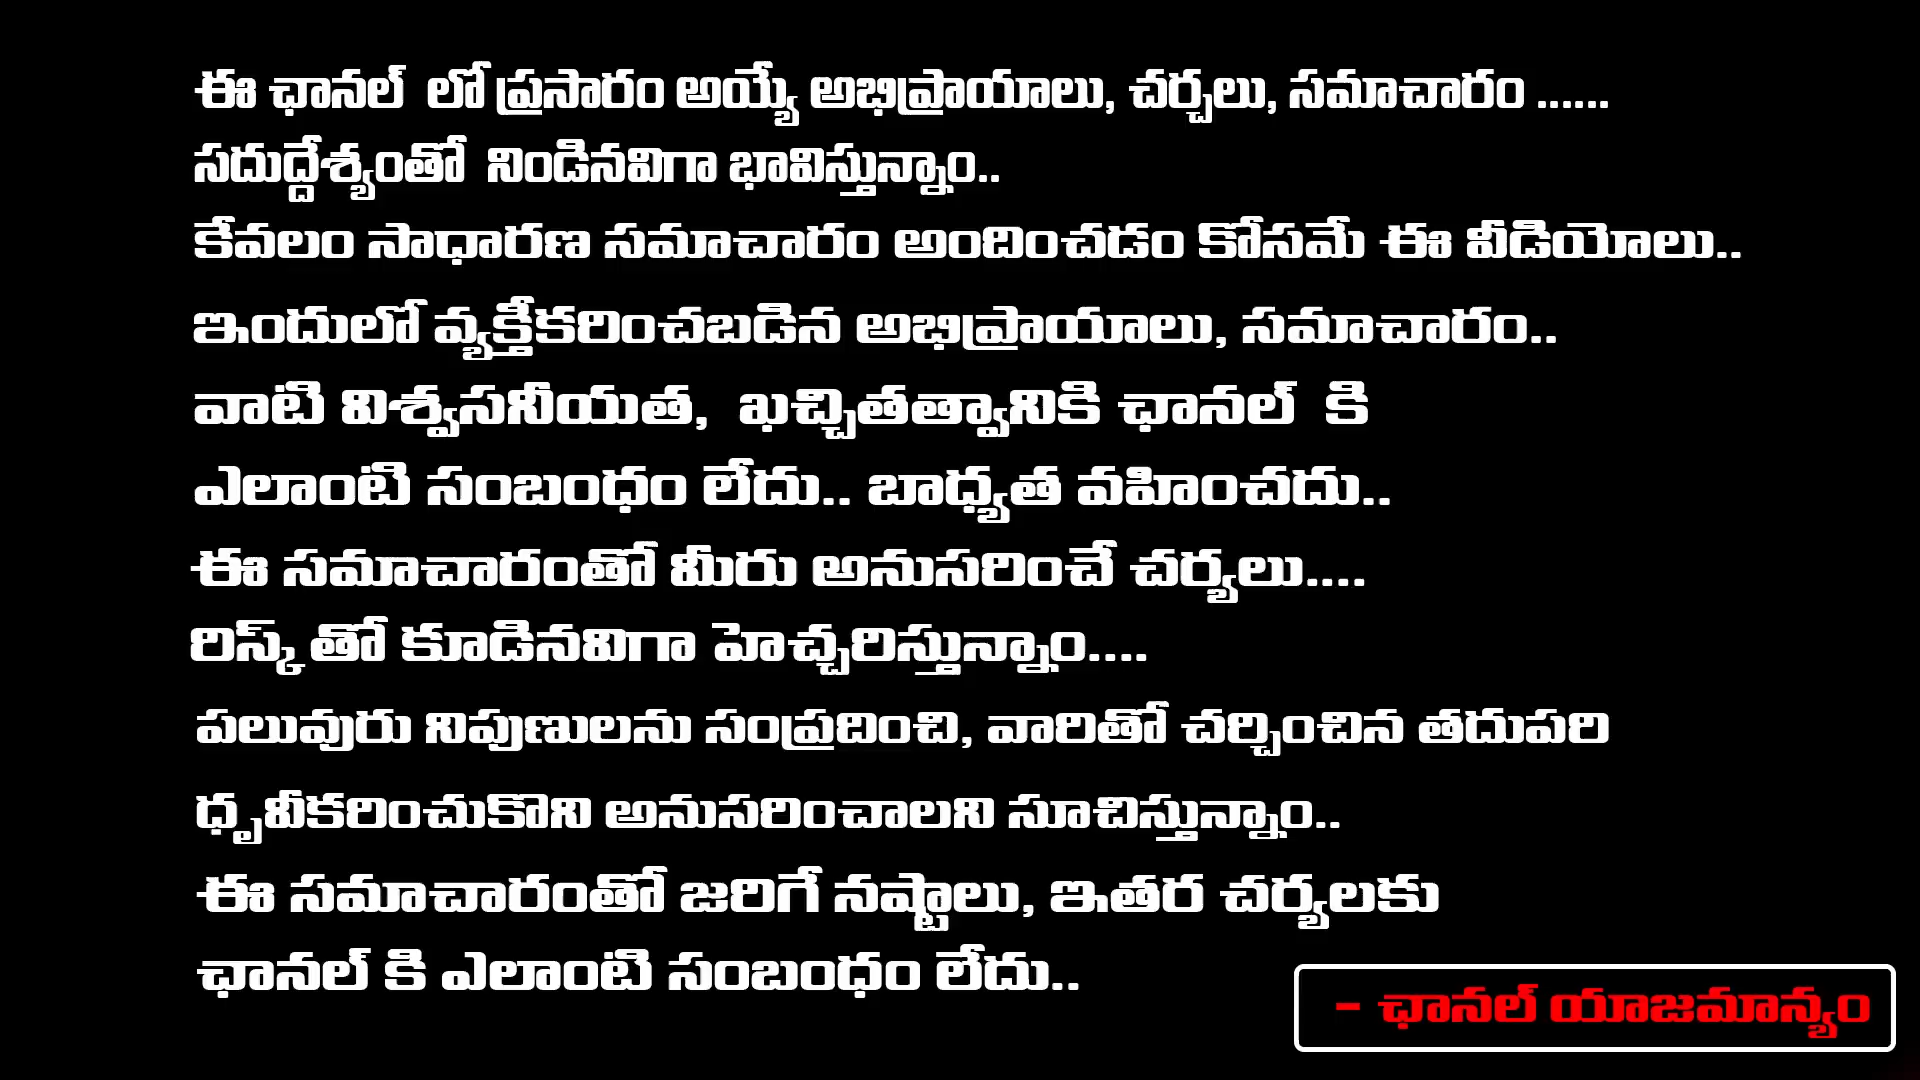 ఈ ఛానల్ లో ప్రసారం అయ్యే అభిప్రాయాలు, చర్చలు, సమాచారం ......
సదుద్దేశ్యంతో నిండినవిగా భావిస్తున్నాం..
కేవలం సాధారణ సమాచారం అందించడం కోసమే ఈ వీడియోలు..
ఇందులో వ్యక్తీకరించబడిన అభిప్రాయాలు, సమాచారం..
వాటి విశ్వసనీయత, ఖచ్చితత్వానికి ఛానల్ కి
ఎలాంటి సంబంధం లేదు.. బాధ్యత వహించదు..
ఈ సమాచారంతో మీరు అనుసరించే చర్యలు....
రిస్క్ తో కూడినవిగా హెచ్చరిస్తున్నాం....
పలువురు నిపుణులను సంప్రదించి, వారితో చర్చించిన తదుపరి
ధృవీకరించుకొని అనుసరించాలని సూచిస్తున్నాం..
ఈ సమాచారంతో జరిగే నష్టాలు, ఇతర చర్యలకు
ఛానల్ కి ఎలాంటి సంబంధం లేదు..
- ఛానల్ యాజమాన్యం